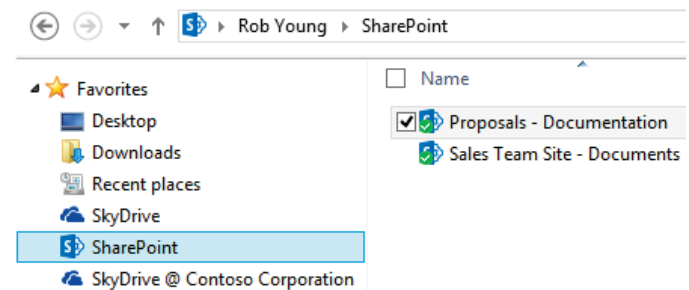 Rob Young SharePoint
Favorites
Desktop
Downloads
Recent places
SkyDrive
SharePoint
SkyDrive @ Contoso Corporation
Name
Proposals - Documentation
Sales Team Site - Documents